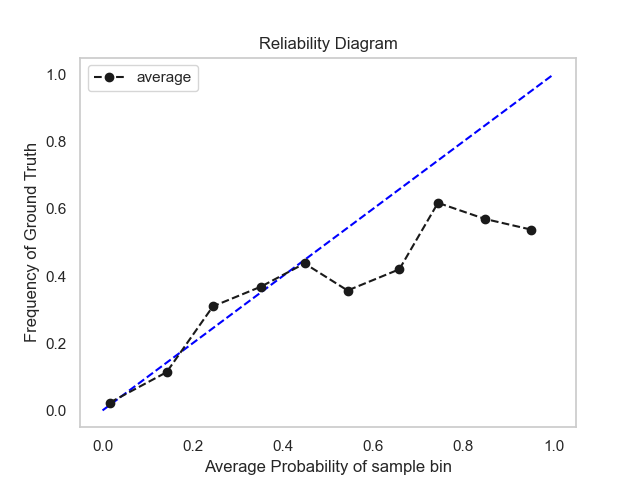 Reliability Diagram
average
Frequency of Ground Truth
1.0
0.8
0.6
0.4
0.2
0.0
0.0 0.2 0.4 0.6 0.8 1.0
Average Probability of sample bin